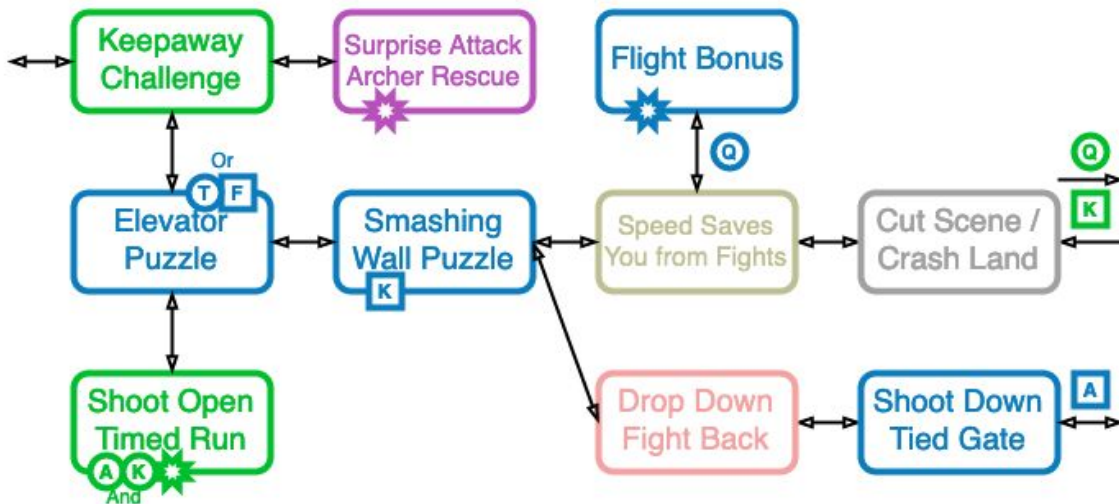 Keepaway
Challenge
Surprise Attack
Archer Rescue
Flight Bonus
Or
T F
Q
Q
K
Elevator
Puzzle
Smashing
Wall Puzzle
K
Speed Saves
You from Fights
Cut Scene /
Crash Land
Shoot Open
Timed Run
A K
And
Drop Down
Fight Back
Shoot Down
Tied Gate
A